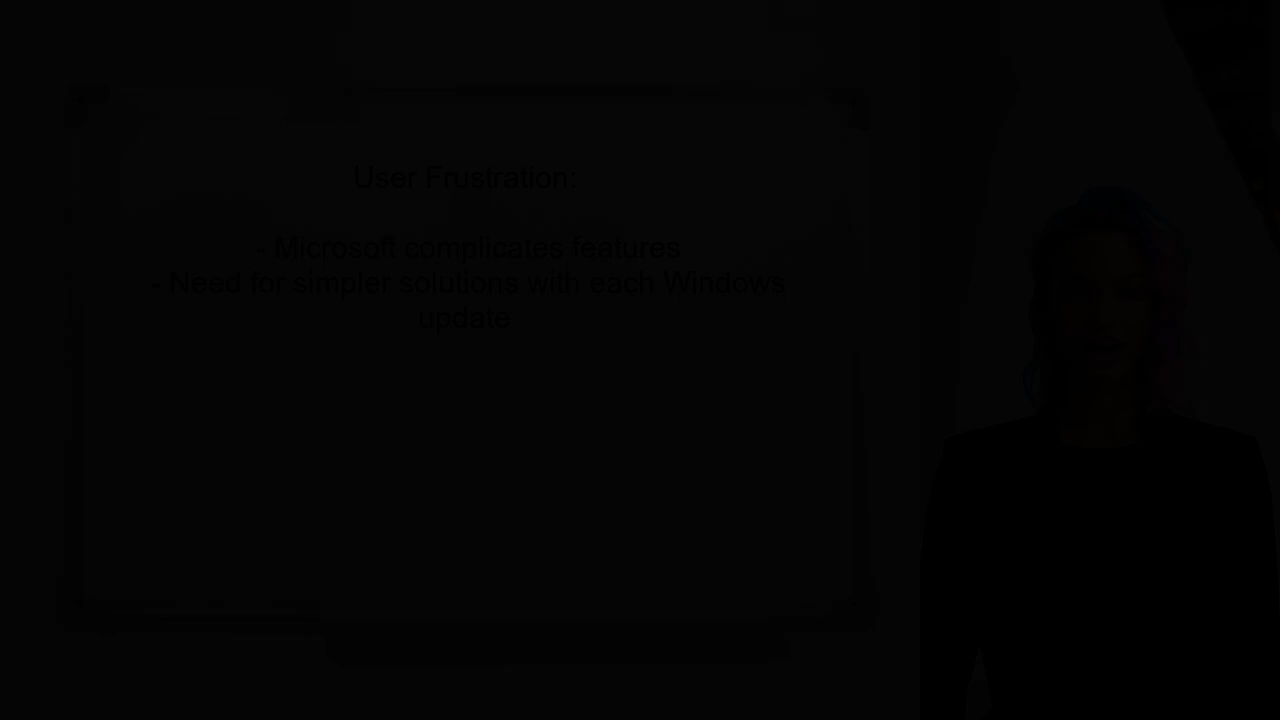 User Frustration:
- Microsoft complicates features
- Need for simpler solutions with each Windows
update